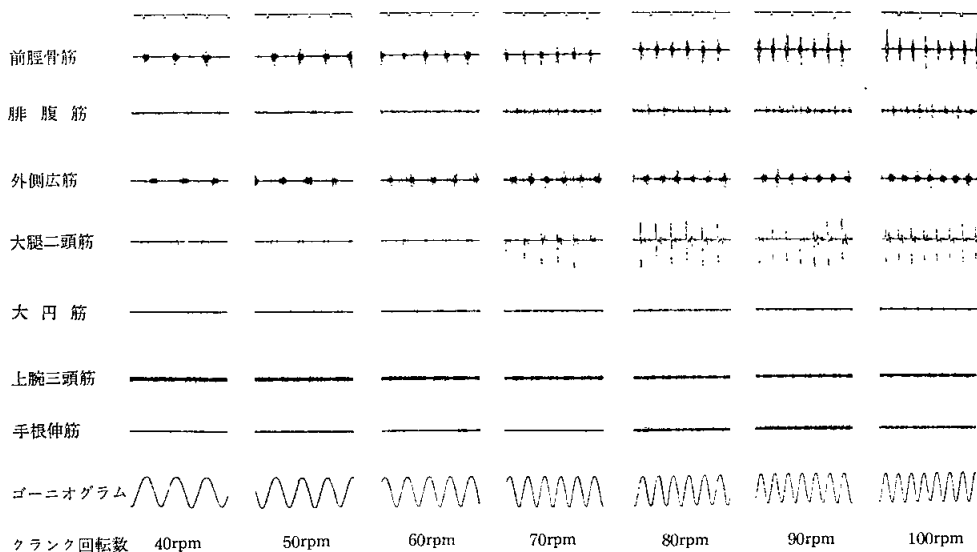 前脛骨筋
腓腹筋
外側広筋
大腿二頭筋
大円筋
上腕三頭筋
手根伸筋
ゴーニオグラム
クランク回転数 40rpm 50rpm 60rpm 70rpm 80rpm 90rpm 100rpm